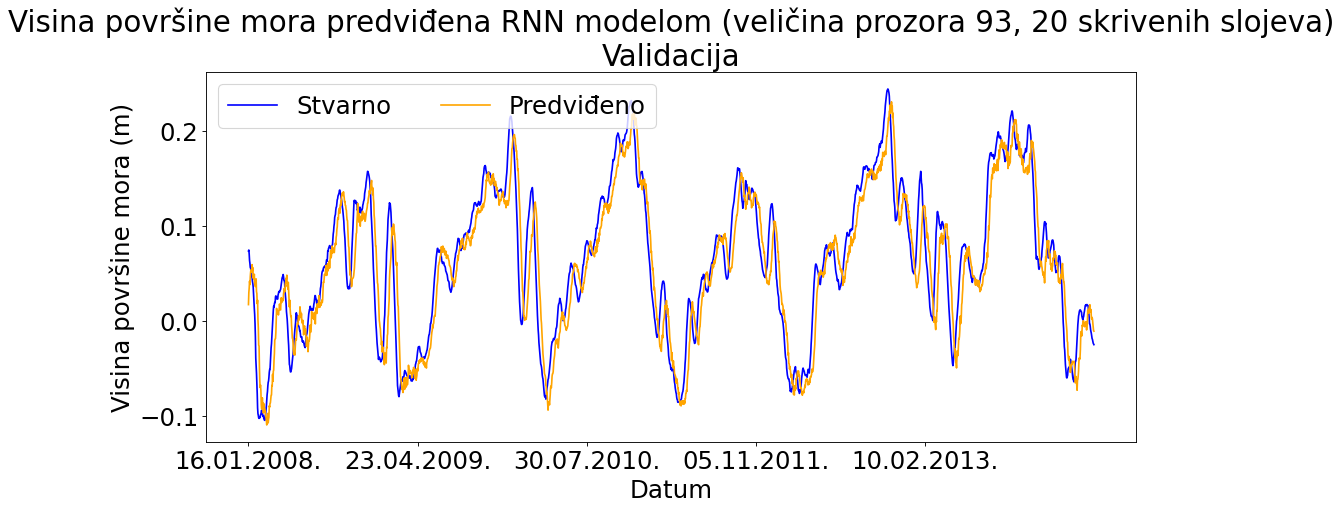 Visina površine mora predviđena RNN modelom (veličina prozora 93, 20 skrivenih slojeva)
Validacija
Stvarno
Predviđeno
Visina površine mora (m)
0.2
0.1
0.0
−0.1
16.01.2008.
23.04.2009.
30.07.2010.
05.11.2011.
10.02.2013.
Datum